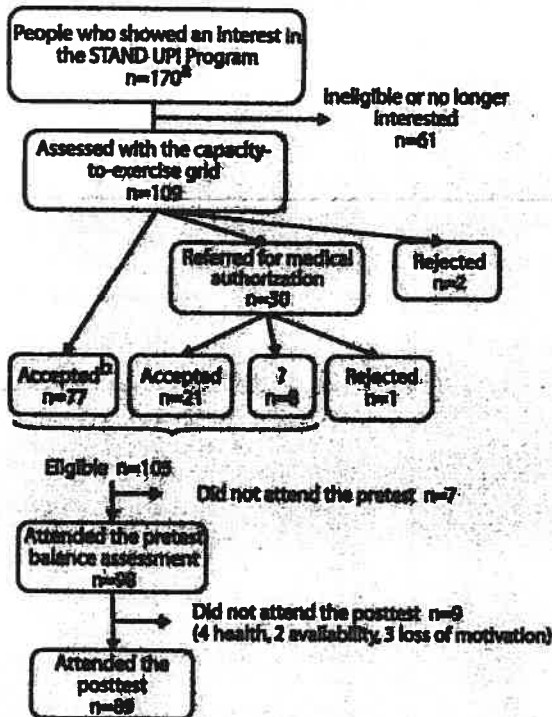 People who showed an interest in
the STAND UP! Program
n=170a
Ineligible or no longer
interested
n=61
Assessed with the capacity-
to-exercise grid
n=109
Referred for medical
authorization
n=30
Rejected
n=2
Acceptedb
n=77
Accepted
n=21
?
Rejected
n=1
Eligible n=105
Did not attend the pretest n=7
Attended the pretest
balance assessment
n=98
Did not attend the posttest n=9
(4 health, 2 availability, 3 loss of motivation)
Attended the
posttest
n=89